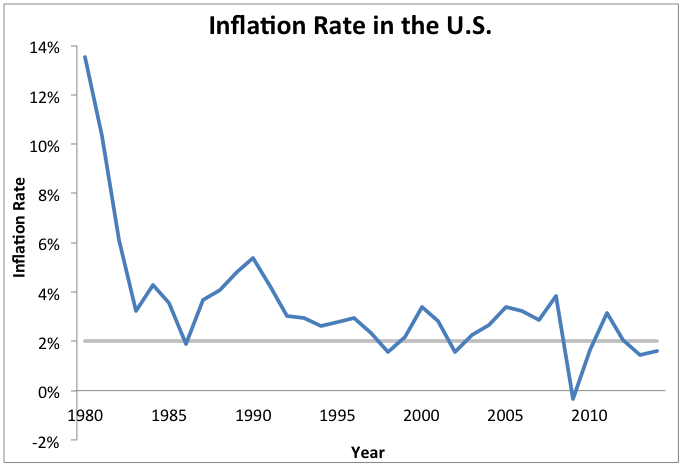 Inflation Rate in the U.S.
14%
12%
10%
8%
6%
4%
2%
0%
-2%
Inflation Rate
1980 1985 1990 1995 2000 2005 2010
Year